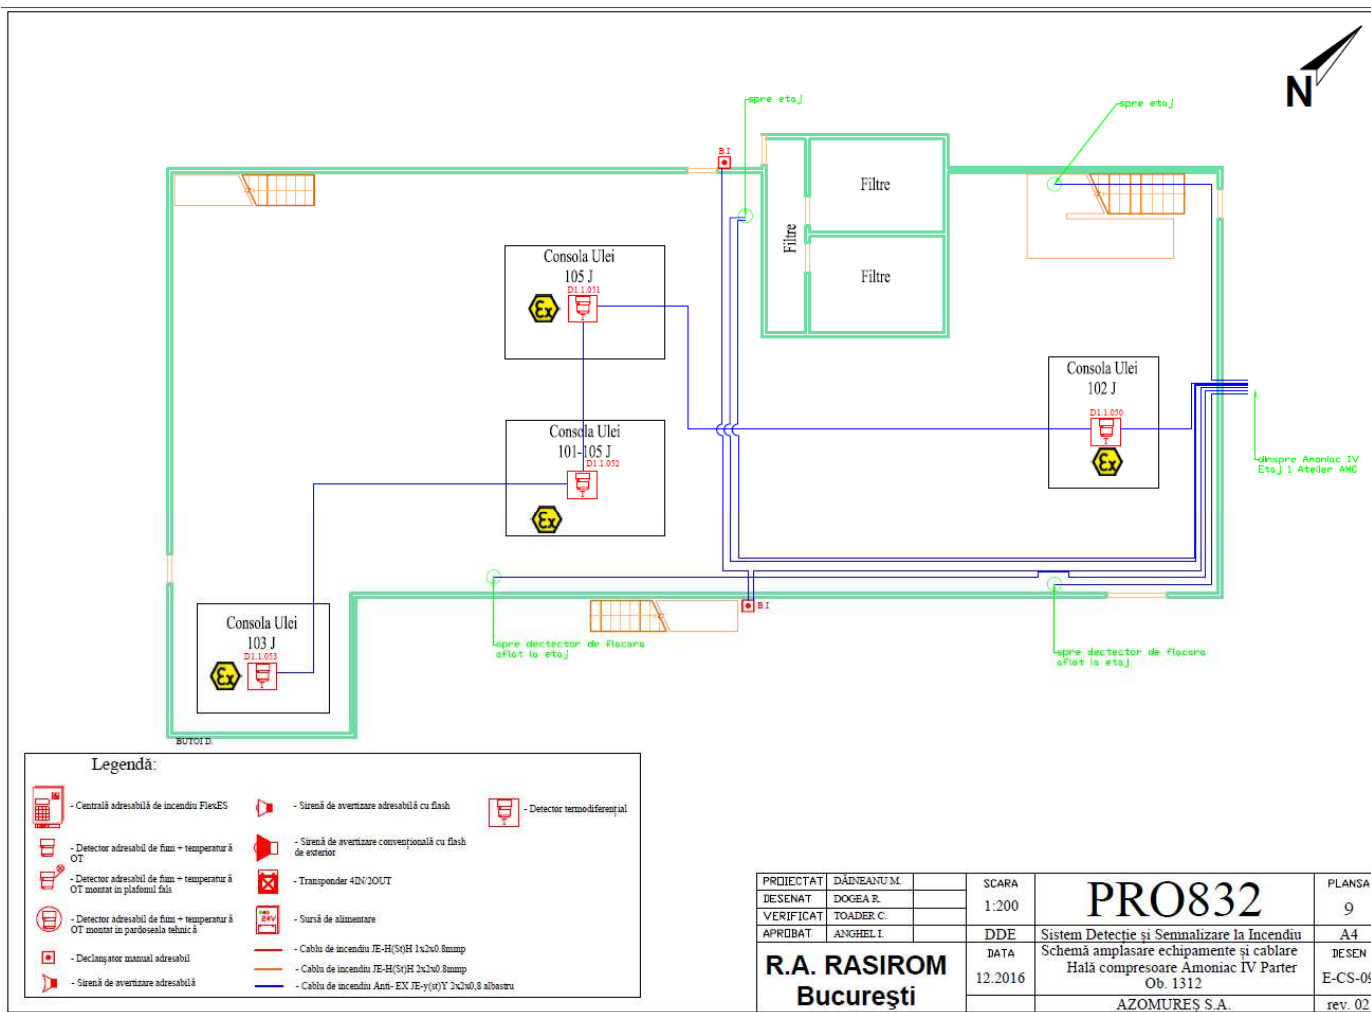 N
spre etaj
spre etaj
B.I
Filtre
Filtre
Filtre
Consola Ulei
105 J
D1.1.051
Ex
Consola Ulei
102 J
D1.1.050
Ex
Consola Ulei
101-105 J
D1.1.052
Ex
dinspre Amoniac IV
Etaj 1 Atelier AMC
Consola Ulei
103 J
D1.1.053
Ex
B.I
spre dectector de flacara
aflat la etaj
spre dectector de flacara
aflat la etaj
BUTOI D.
Legendă:
- Centrală adresabilă de incendiu FlexES
- Detector adresabil de fum + temperatură
OT
- Detector adresabil de fum + temperatură
OT montat in plafonul fals
- Detector adresabil de fum + temperatură
OT montat in pardoseala tehnică
- Declanșator manual adresabil
- Sirenă de avertizare adresabilă
- Sirenă de avertizare adresabilă cu flash
- Sirenă de avertizare convențională cu flash
de exterior
- Transponder 4IN/2OUT
24V
- Sursă de alimentare
- Cablu de incendiu JE-H(St)H 1x2x0.8mmp
- Cablu de incendiu JE-H(St)H 2x2x0.8mmp
- Cablu de incendiu Anti- EX JE-y(st)Y 2x2x0,8 albastru
- Detector termodiferențial
PROIECTAT DĂINEANU M.
DESENAT DOGEA R.
VERIFICAT TOADER C.
APROBAT ANGHEL I.
R.A. RASIROM
Bucureşti
SCARA
1:200
DDE
DATA
12.2016
PRO832
Sistem Detecție și Semnalizare la Incendiu
Schemă amplasare echipamente și cablare
Hală compresoare Amoniac IV Parter
Ob. 1312
AZOMUREȘ S.A.
PLANSA
9
A4
DESEN
E-CS-09
rev. 02